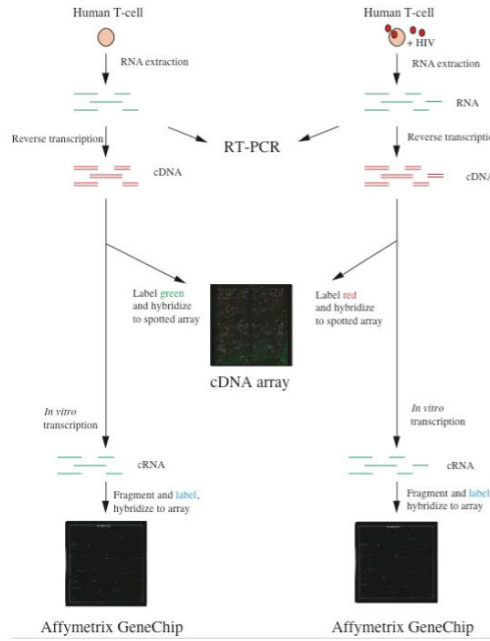 Human T-cell
RNA extraction
Reverse transcription
cDNA
Label green
and hybridize
to spotted array
In vitro
transcription
cRNA
Fragment and label,
hybridize to array
Affymetrix GeneChip
RT-PCR
cDNA array
Human T-cell
+ HIV
RNA extraction
RNA
Reverse transcriptio
cDNA
Label red
and hybridize
to spotted array
In vitro
transcription
cRNA
Fragment and label
hybridize to array
Affymetrix GeneChip